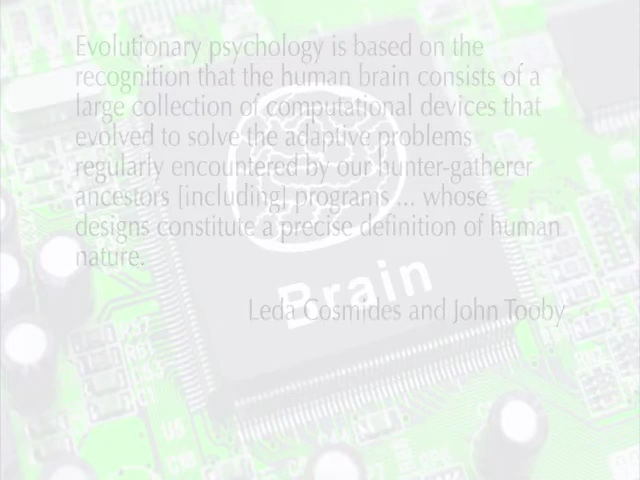 Evolutionary psychology is based on the
recognition that the human brain consists of a
large collection of computational devices that
evolved to solve the adaptive problems
regularly encountered by our hunter-gatherer
ancestors [including] programs ... whose
designs constitute a precise definition of human
nature.
Brain
Leda Cosmides and John Tooby